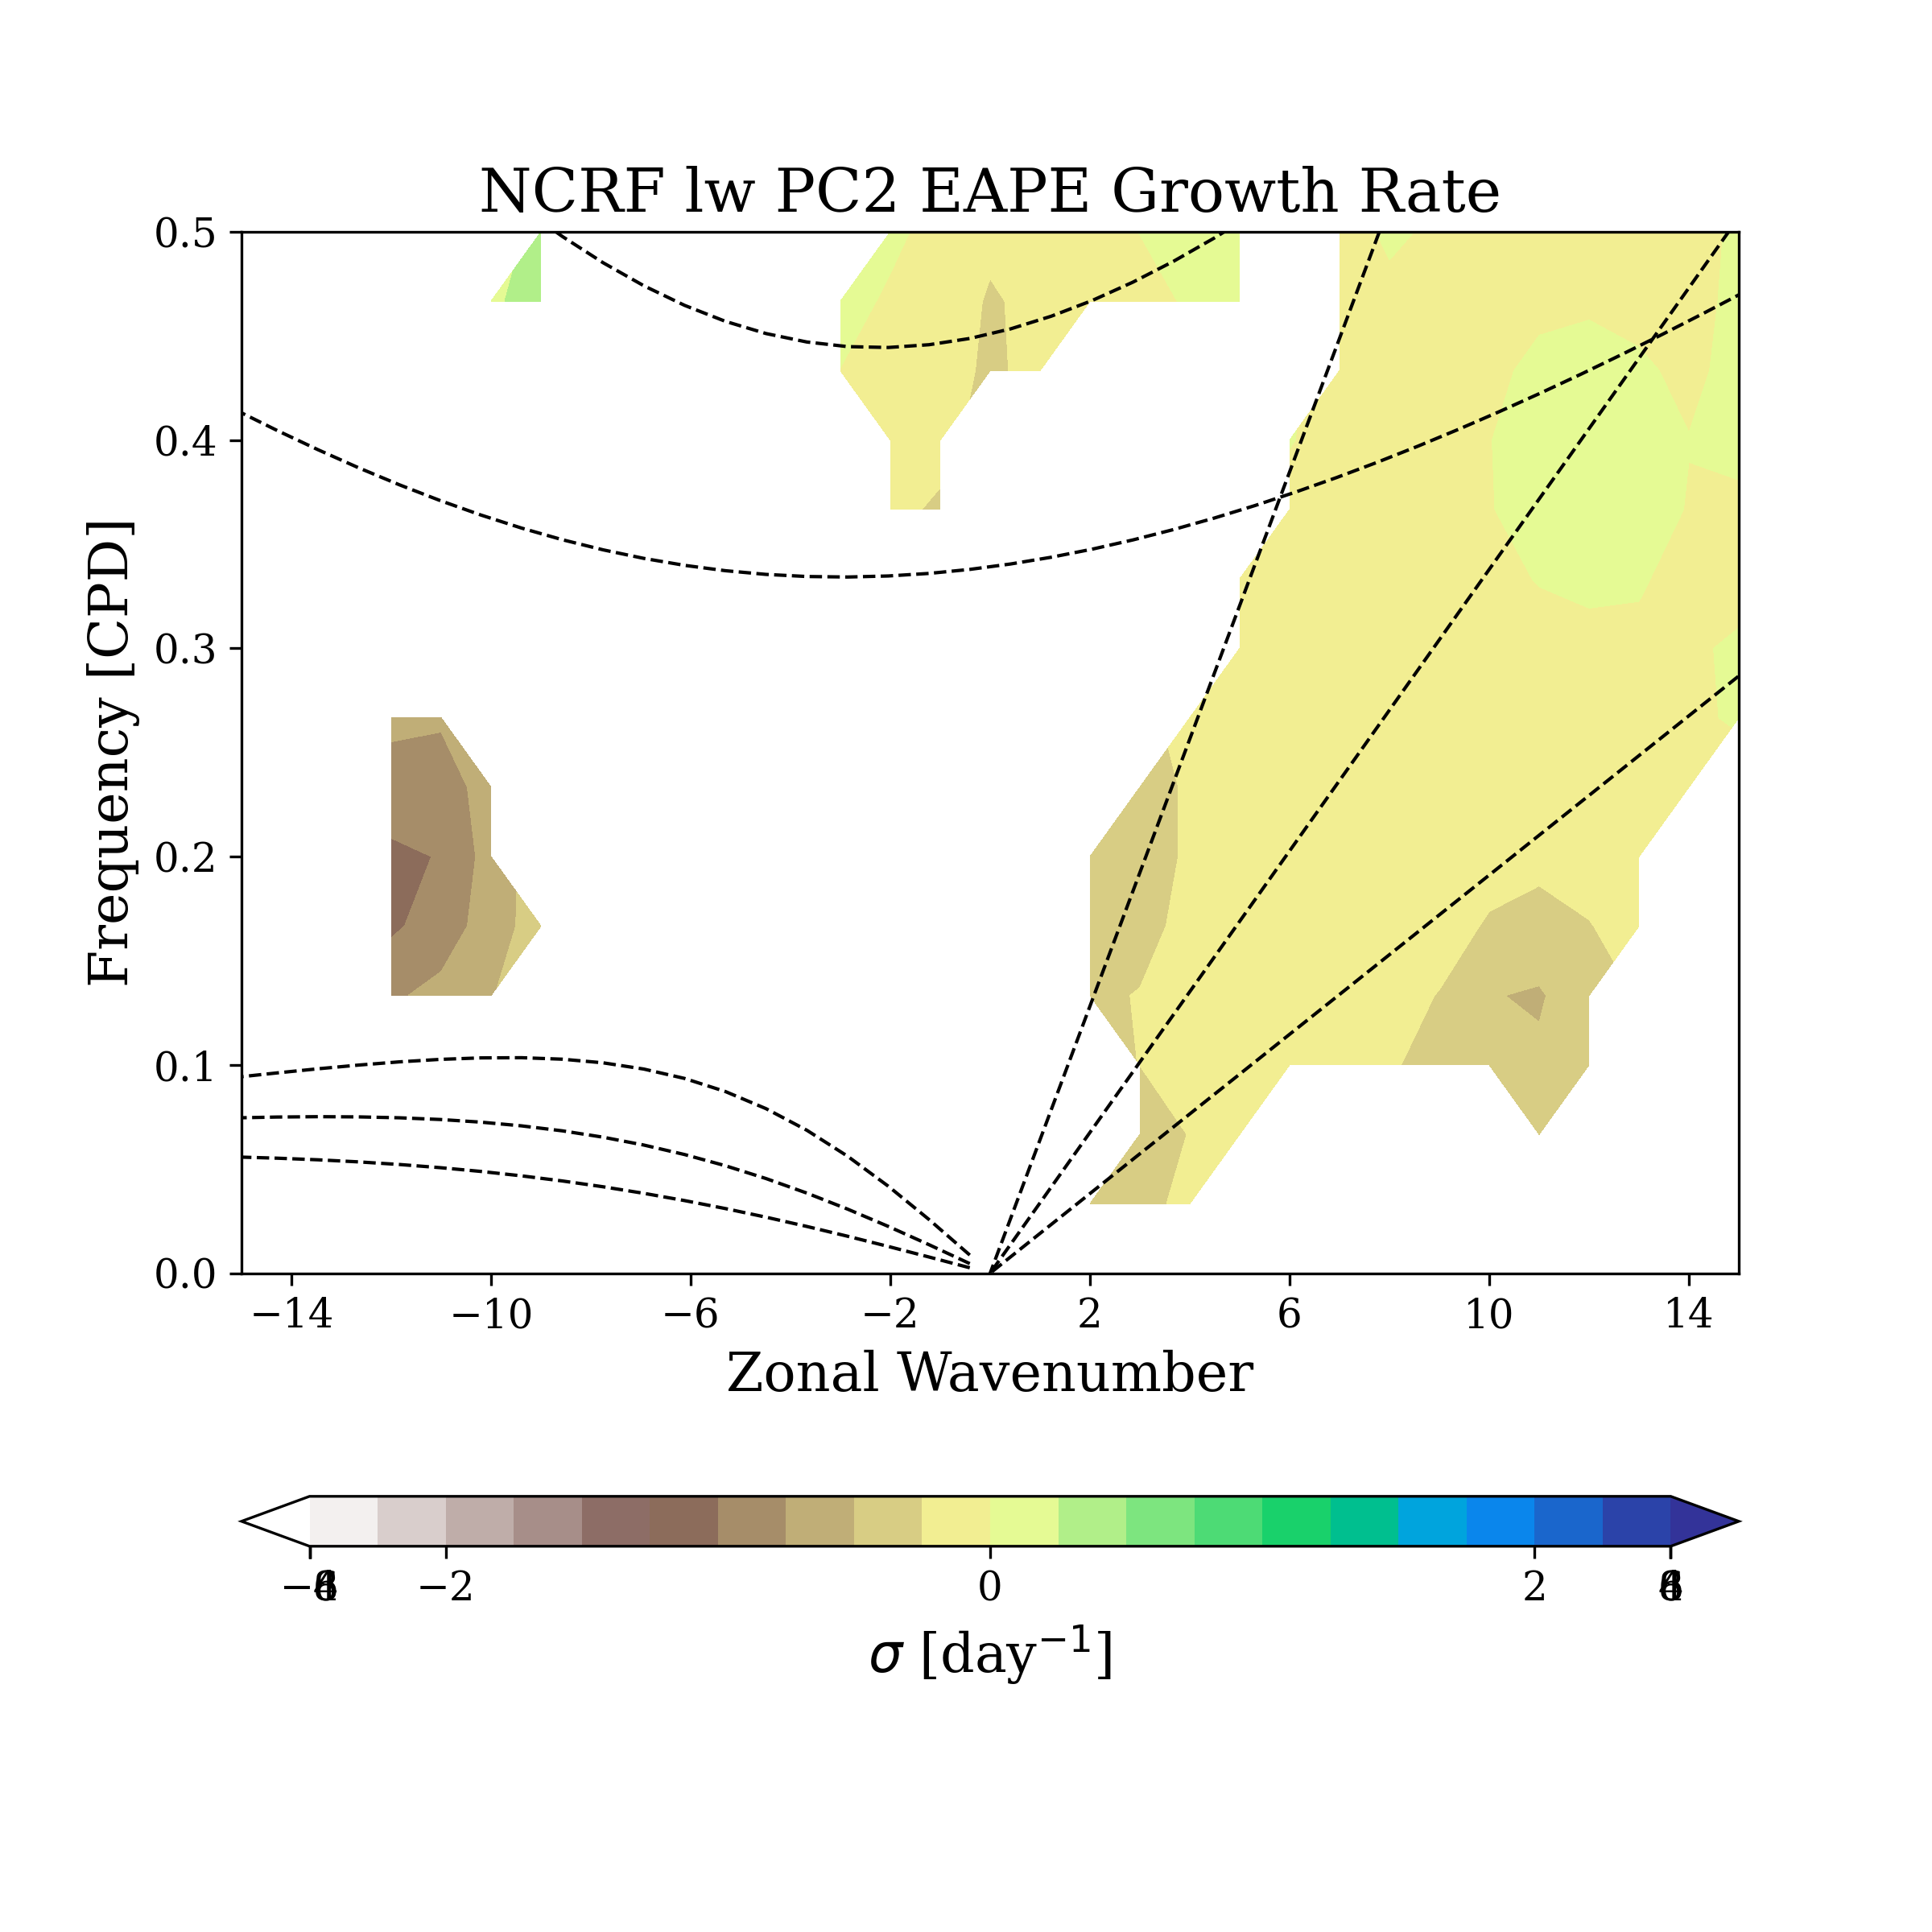 NCRF lw PC2 EAPE Growth Rate
0.5
0.4
0.3
0.2
0.1
0.0
Frequency [CPD]
−14 −10 −6 −2 2 6 10 14
Zonal Wavenumber
−2 0 2
σ [day⁻¹]